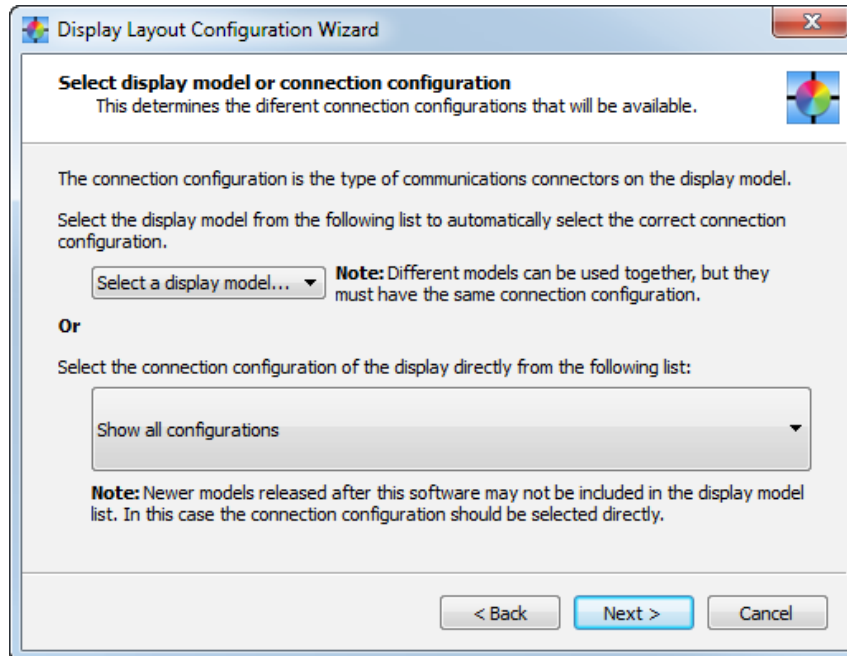 Display Layout Configuration Wizard
Select display model or connection configuration
This determines the diferent connection configurations that will be available.
The connection configuration is the type of communications connectors on the display model.
Select the display model from the following list to automatically select the correct connection
configuration.
Select a display model...
Note: Different models can be used together, but they
must have the same connection configuration.
Or
Select the connection configuration of the display directly from the following list:
Show all configurations
Note: Newer models released after this software may not be included in the display model
list. In this case the connection configuration should be selected directly.
< Back
Next >
Cancel